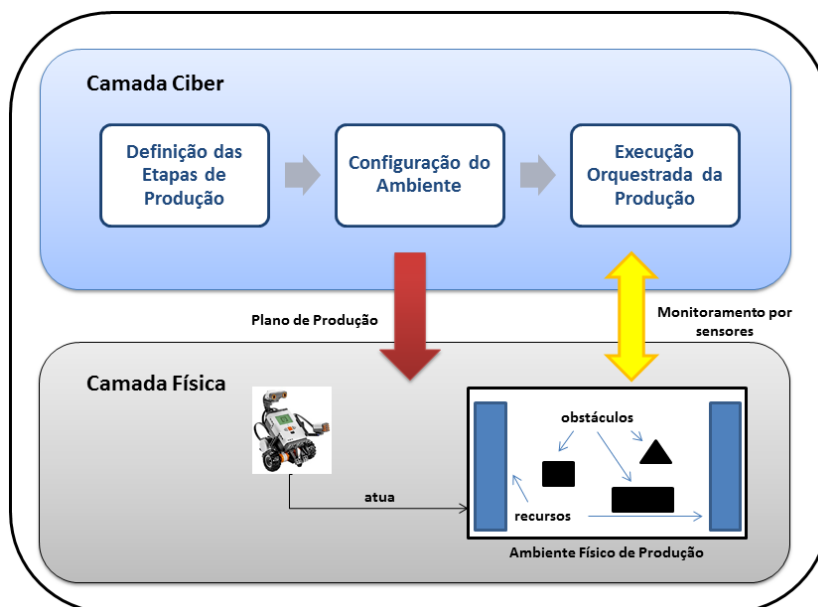 Camada Ciber
Definição das
Etapas de
Produção
Configuração do
Ambiente
Execução
Orquestrada da
Produção
Plano de Produção
Monitoramento por
sensores
Camada Física
obstáculos
atua
recursos
Ambiente Físico de Produção